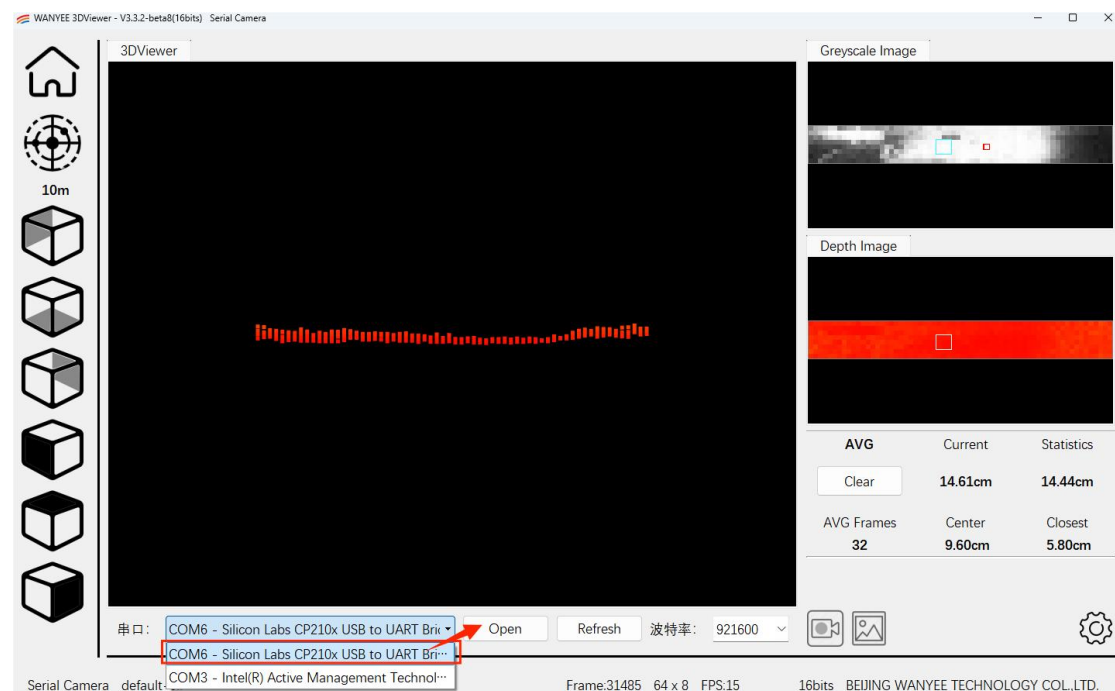 WANYEE 3DViewer - V3.3.2-beta8(16bits) Serial Camera
3DViewer
Greyscale Image
10m
Depth Image
AVG Current Statistics
Clear 14.61cm 14.44cm
AVG Frames Center Closest
32 9.60cm 5.80cm
串口: COM6 - Silicon Labs CP210x USB to UART Bric Open Refresh 波特率: 921600
COM6 - Silicon Labs CP210x USB to UART Bri···
COM3 - Intel(R) Active Management Technol···
Serial Camera default Frame:31485 64 x 8 FPS:15 16bits BEIJING WANYEE TECHNOLOGY COL.,LTD.